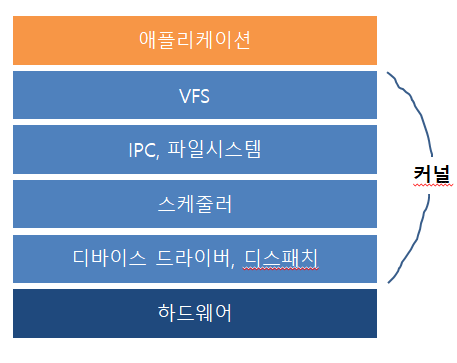 애플리케이션
VFS
IPC, 파일시스템
커널
스케줄러
디바이스 드라이버, 디스패치
하드웨어